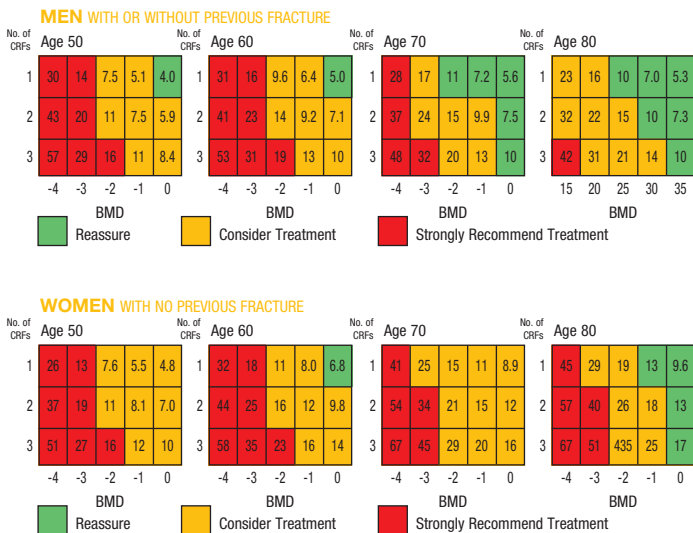 MEN WITH OR WITHOUT PREVIOUS FRACTURE
No. of CRFs Age 50 No. of CRFs Age 60 No. of CRFs Age 70 No. of CRFs Age 80
1 30 14 7.5 5.1 4.0 1 31 16 9.6 6.4 5.0 1 28 17 11 7.2 5.6 1 23 16 10 7.0 5.3
2 43 20 11 7.5 5.9 2 41 23 14 9.2 7.1 2 37 24 15 9.9 7.5 2 32 22 15 10 7.3
3 57 29 16 11 8.4 3 53 31 19 13 10 3 48 32 20 13 10 3 42 31 21 14 10
-4 -3 -2 -1 0 -4 -3 -2 -1 0 -4 -3 -2 -1 0 15 20 25 30 35
BMD BMD BMD BMD
Reassure Consider Treatment Strongly Recommend Treatment
WOMEN WITH NO PREVIOUS FRACTURE
No. of CRFs Age 50 No. of CRFs Age 60 No. of CRFs Age 70 No. of CRFs Age 80
1 26 13 7.6 5.5 4.8 1 32 18 11 8.0 6.8 1 41 25 15 11 8.9 1 45 29 19 13 9.6
2 37 19 11 8.1 7.0 2 44 25 16 12 9.8 2 54 34 21 15 12 2 57 40 26 18 13
3 51 27 16 12 10 3 58 35 23 16 14 3 67 45 29 20 16 3 67 51 435 25 17
-4 -3 -2 -1 0 -4 -3 -2 -1 0 -4 -3 -2 -1 0 -4 -3 -2 -1 0
BMD BMD BMD BMD
Reassure Consider Treatment Strongly Recommend Treatment